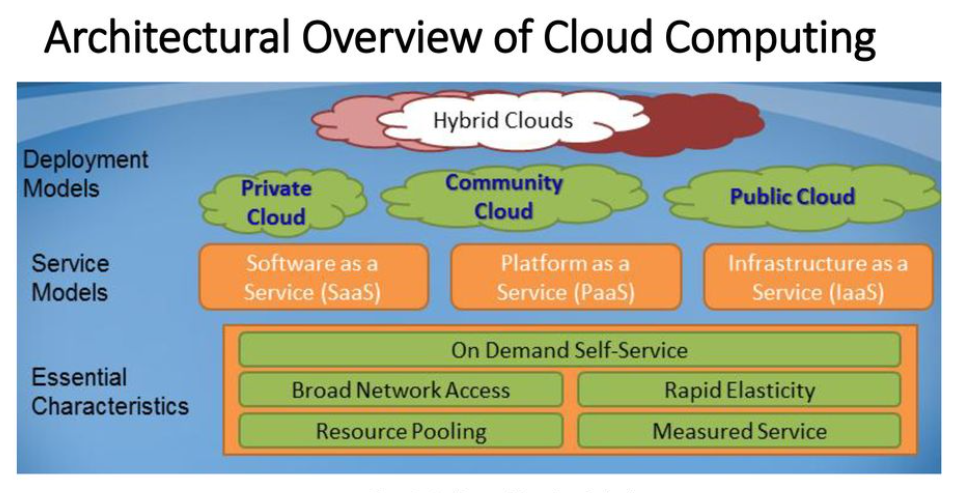 Architectural Overview of Cloud Computing
Hybrid Clouds
Deployment
Models
Private
Cloud
Community
Cloud
Public Cloud
Service
Models
Software as a
Service (SaaS)
Platform as a
Service (PaaS)
Infrastructure as a
Service (IaaS)
Essential
Characteristics
On Demand Self-Service
Broad Network Access
Rapid Elasticity
Resource Pooling
Measured Service